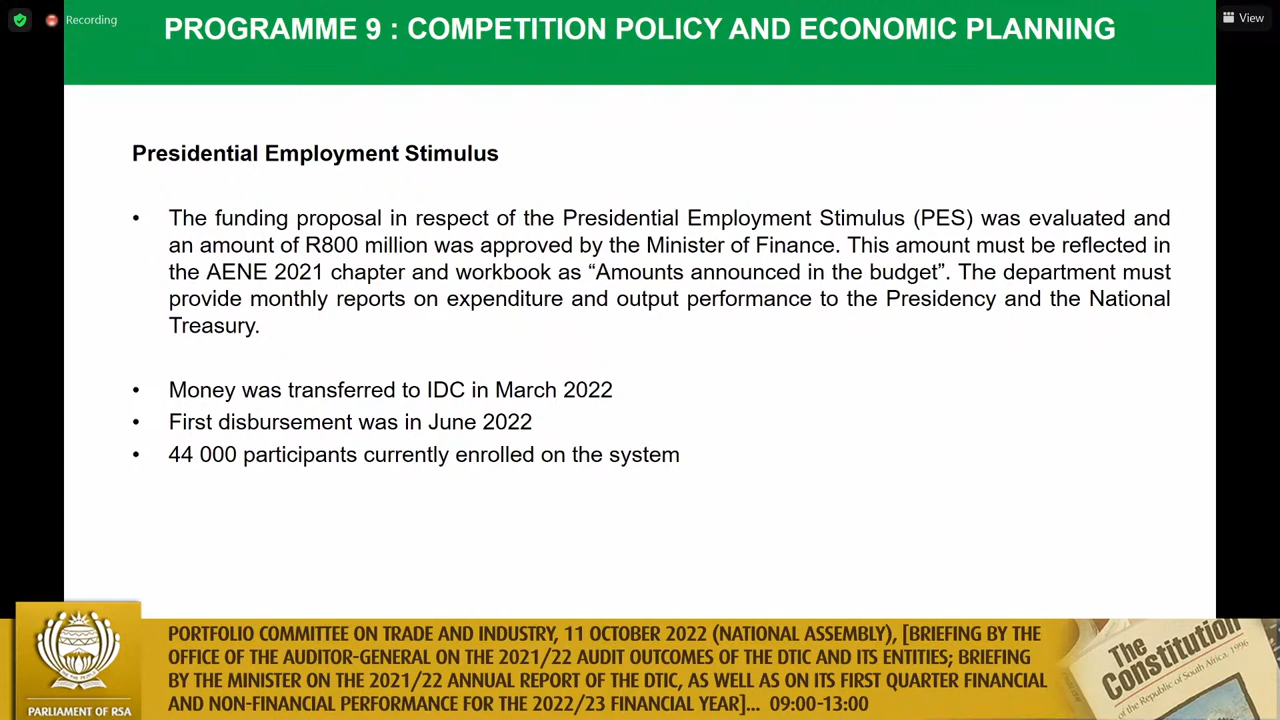 Recording
View
PROGRAMME 9 : COMPETITION POLICY AND ECONOMIC PLANNING
Presidential Employment Stimulus
• The funding proposal in respect of the Presidential Employment Stimulus (PES) was evaluated and
an amount of R800 million was approved by the Minister of Finance. This amount must be reflected in
the AENE 2021 chapter and workbook as “Amounts announced in the budget”. The department must
provide monthly reports on expenditure and output performance to the Presidency and the National
Treasury.
• Money was transferred to IDC in March 2022
• First disbursement was in June 2022
• 44 000 participants currently enrolled on the system
PORTFOLIO COMMITTEE ON TRADE AND INDUSTRY, 11 OCTOBER 2022 (NATIONAL ASSEMBLY), [BRIEFING BY THE
OFFICE OF THE AUDITOR-GENERAL ON THE 2021/22 AUDIT OUTCOMES OF THE DTIC AND ITS ENTITIES; BRIEFING
BY THE MINISTER ON THE 2021/22 ANNUAL REPORT OF THE DTIC, AS WELL AS ON ITS FIRST QUARTER FINANCIAL
AND NON-FINANCIAL PERFORMANCE FOR THE 2022/23 FINANCIAL YEAR]... 09:00-13:00
PARLIAMENT OF RSA
The
Constitution
of the Republic of South Africa, 1996